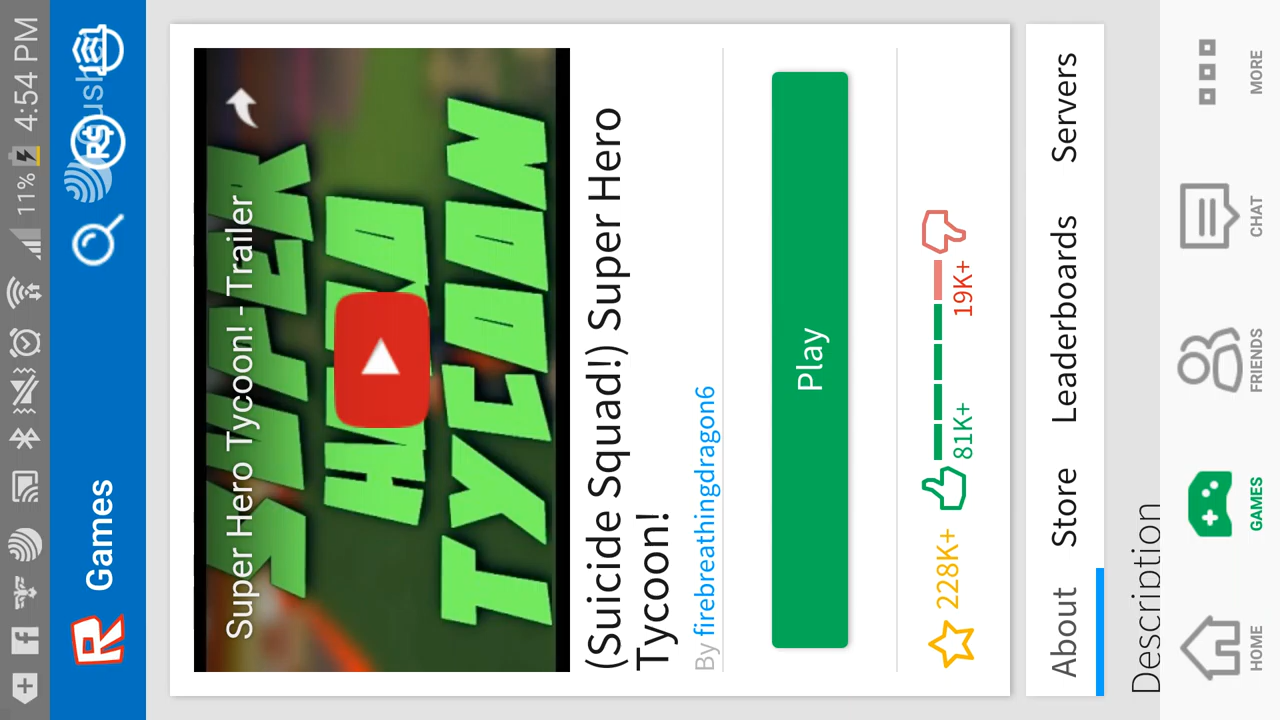 11% 4:54 PM
Games
Super Hero Tycoon! - Trailer
SUPER
HERO
TYCOON
(Suicide Squad!) Super Hero
Tycoon!
By firebreathingdragon6
Play
228K+ 81K+ 19K+
About Store Leaderboards Servers
Description
HOME GAMES FRIENDS CHAT MORE